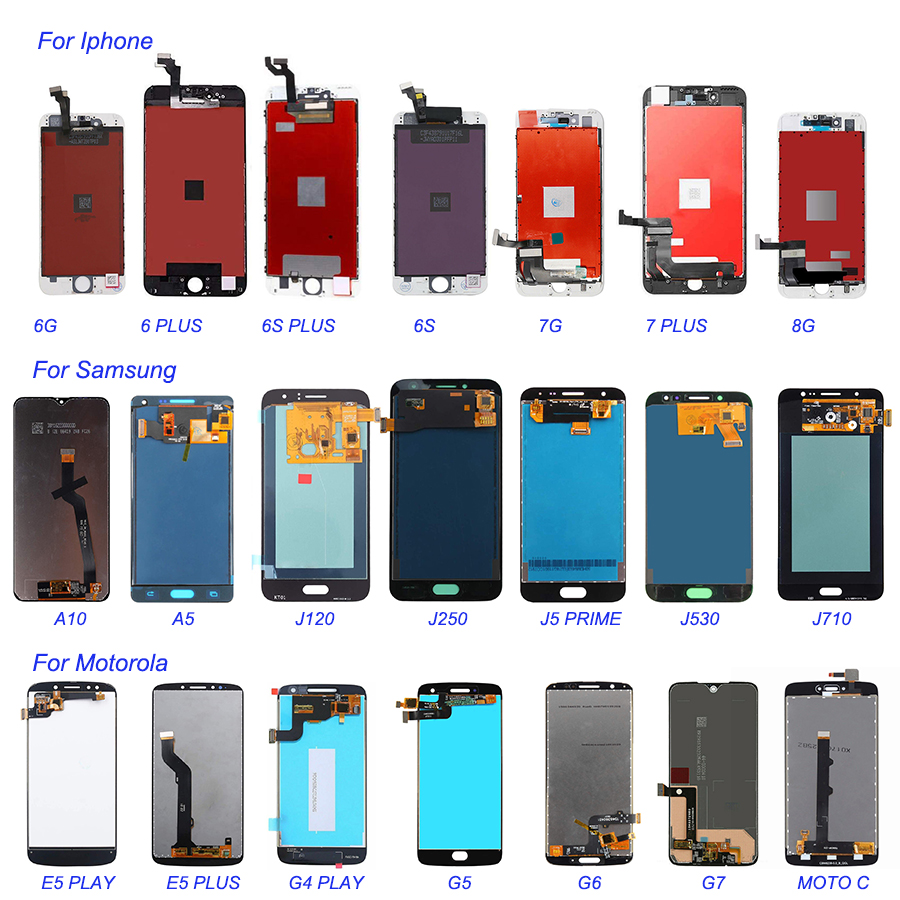 For Iphone
6G 6 PLUS 6S PLUS 6S 7G 7 PLUS 8G
For Samsung
KT01
A10 A5 J120 J250 J5 PRIME J530 J710
For Motorola
E5 PLAY E5 PLUS G4 PLAY G5 G6 G7 MOTO C